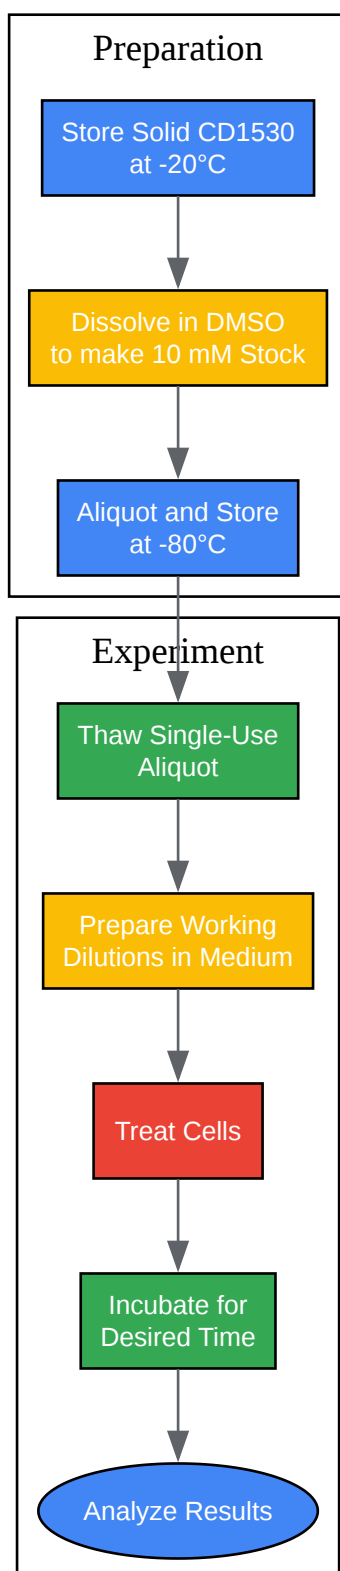 Preparation
Store Solid CD1530
at -20°C
Dissolve in DMSO
to make 10 mM Stock
Aliquot and Store
at -80°C
Experiment
Thaw Single-Use
Aliquot
Prepare Working
Dilutions in Medium
Treat Cells
Incubate for
Desired Time
Analyze Results